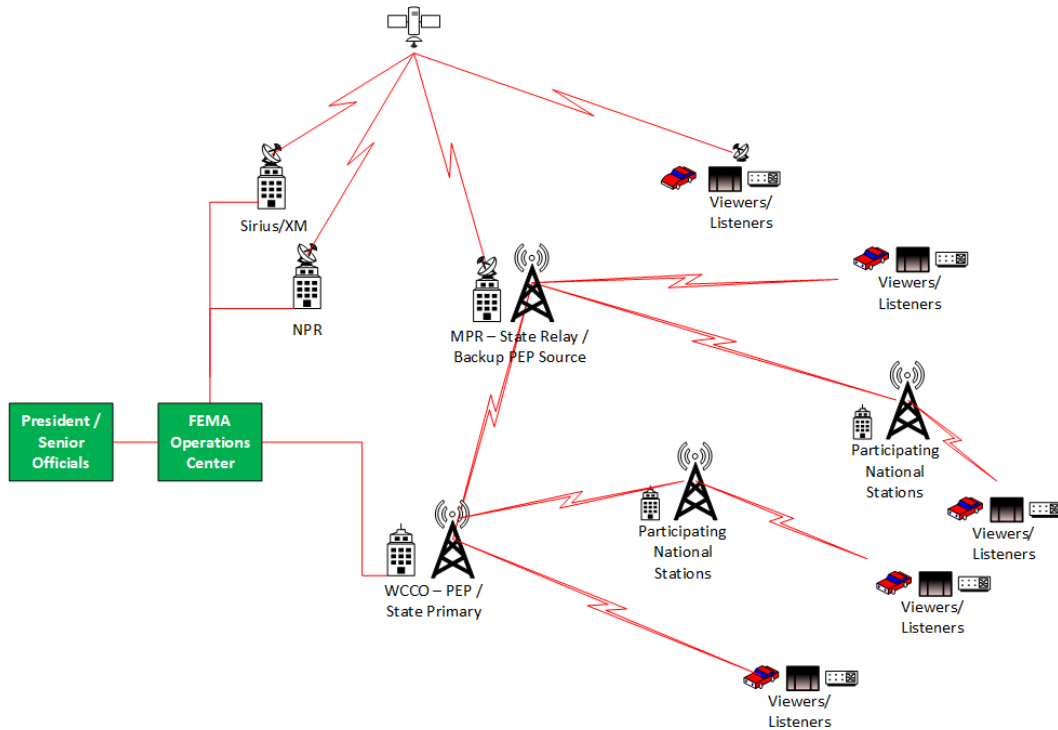 Sirius/XM
Viewers/
Listeners
NPR
Viewers/
Listeners
MPR – State Relay /
Backup PEP Source
President /
Senior
Officials
FEMA
Operations
Center
Participating
National
Stations
Participating
National
Stations
Viewers/
Listeners
WCCO – PEP /
State Primary
Viewers/
Listeners
Viewers/
Listeners